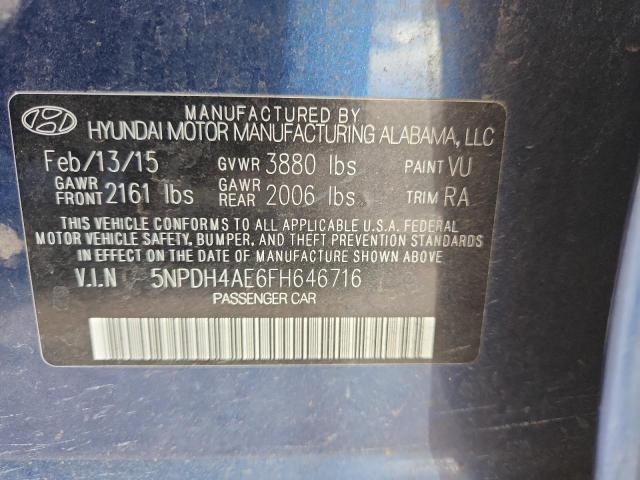 MANUFACTURED BY
HYUNDAI MOTOR MANUFACTURING ALABAMA, LLC
Feb/13/15 GVWR 3880 lbs PAINT VU
GAWR FRONT 2161 lbs GAWR REAR 2006 lbs TRIM RA
THIS VEHICLE CONFORMS TO ALL APPLICABLE U.S.A. FEDERAL
MOTOR VEHICLE SAFETY, BUMPER, AND THEFT PREVENTION STANDARDS
IN EFFECT ON THE DATE OF MANUFACTURE SHOWN ABOVE
V.I.N 5NPDH4AE6FH646716
PASSENGER CAR